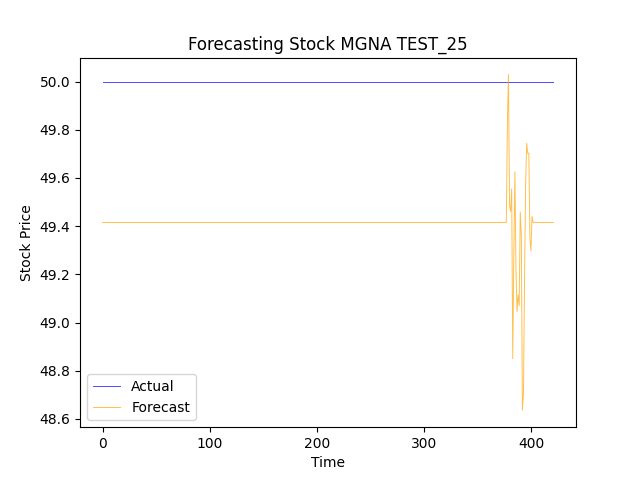 Forecasting Stock MGNA TEST_25
50.0
49.8
49.6
49.4
49.2
49.0
48.8
48.6
Stock Price
Actual
Forecast
0 100 200 300 400
Time